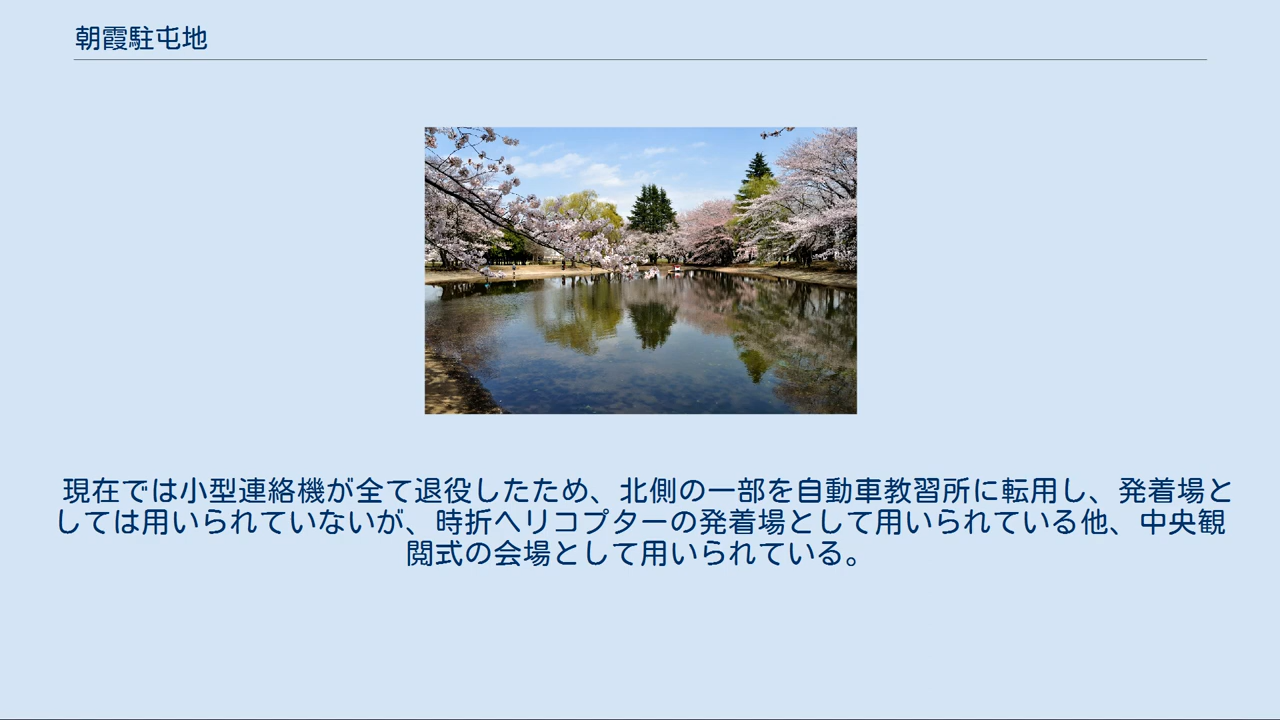 朝霞駐屯地
現在では小型連絡機が全て退役したため、北側の一部を自動車教習所に転用し、発着場と
しては用いられていないが、時折ヘリコプターの発着場として用いられている他、中央観
閲式の会場として用いられている。